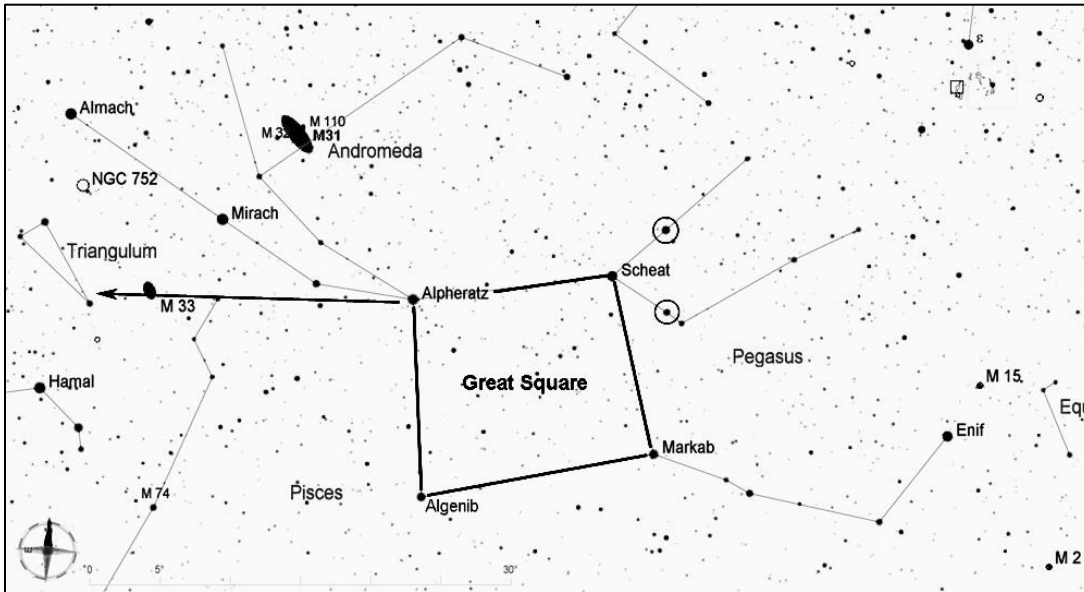 ε
Almach
M 110
M 32
M31
Andromeda
NGC 752
Mirach
Triangulum
Scheat
Alpheratz
M 33
Pegasus
Great Square
Hamal
M 15
Equ
Enif
Markab
M 74
Pisces
Algenib
E
°0
5°
30°
M 2